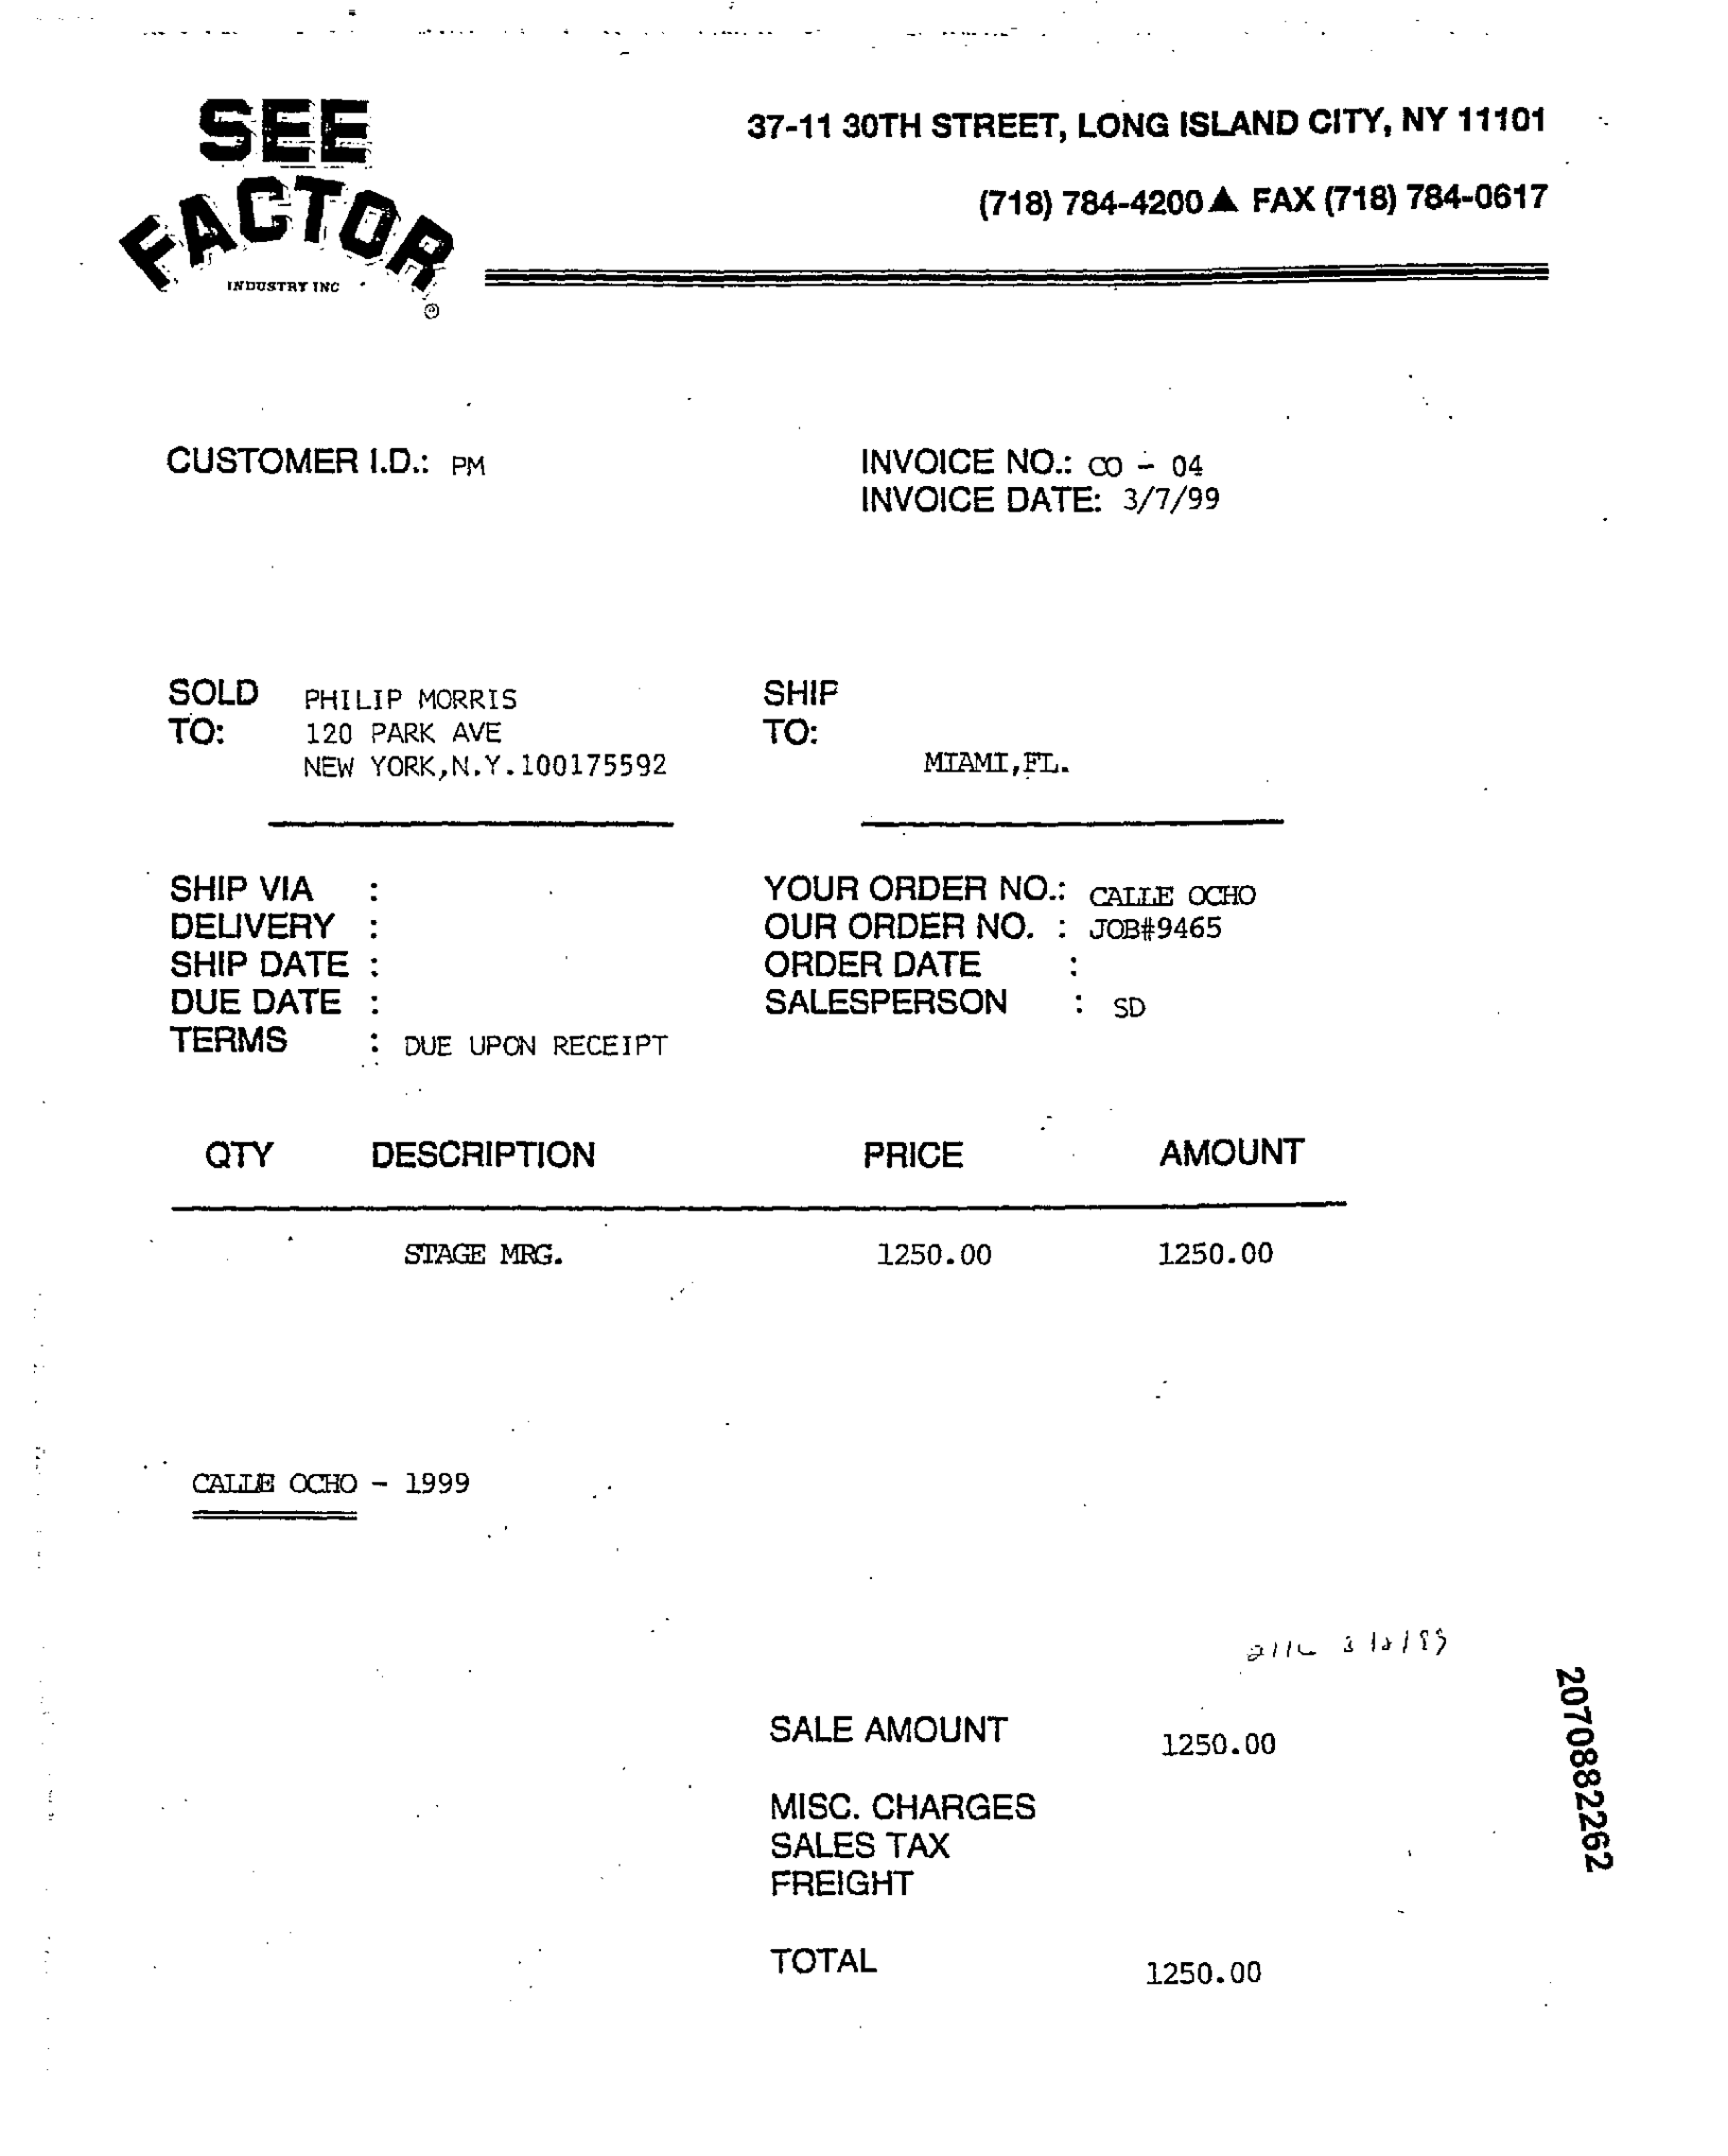 SEE
FACTOR
INDUSTRY INC
®
37-11 30TH STREET, LONG ISLAND CITY, NY 11101
(718) 784-4200 ▲ FAX (718) 784-0617
CUSTOMER I.D.: PM
INVOICE NO.: CO - 04
INVOICE DATE: 3/7/99
SOLD TO:
PHILIP MORRIS
120 PARK AVE
NEW YORK,N.Y.100175592
SHIP TO:
MIAMI,FL.
SHIP VIA :
DELIVERY :
SHIP DATE :
DUE DATE :
TERMS : DUE UPON RECEIPT
YOUR ORDER NO.: CALLE OCHO
OUR ORDER NO. : JOB#9465
ORDER DATE :
SALESPERSON : SD
QTY DESCRIPTION PRICE AMOUNT
STAGE MRG. 1250.00 1250.00
CALLE OCHO - 1999
SALE AMOUNT 1250.00
MISC. CHARGES
SALES TAX
FREIGHT
TOTAL 1250.00
2070882262